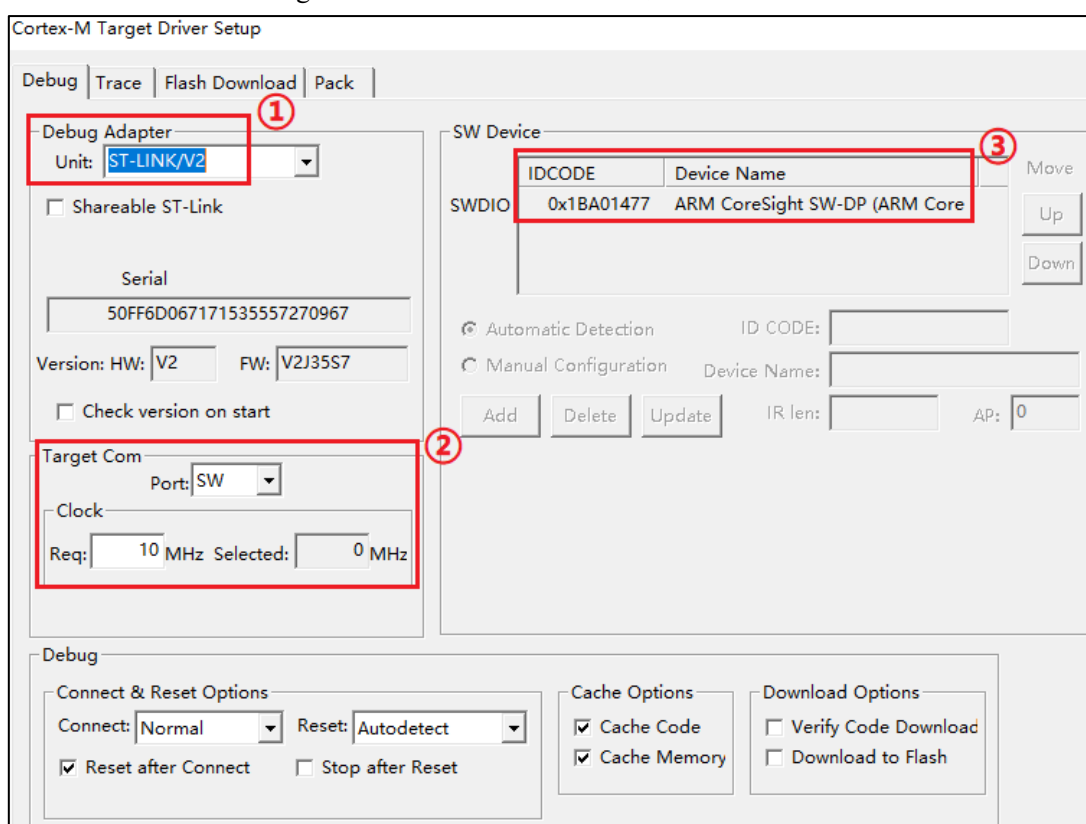 Cortex-M Target Driver Setup
Debug Trace Flash Download Pack
①
Debug Adapter
Unit: ST-LINK/V2
Shareable ST-Link
Serial
50FF6D067171535557270967
Version: HW: V2 FW: V2J35S7
Check version on start
②
Target Com
Port: SW
Clock
Req: 10 MHz Selected: 0 MHz
SW Device
③
IDCODE Device Name Move
SWDIO 0x1BA01477 ARM CoreSight SW-DP (ARM Core Up
Down
Automatic Detection ID CODE:
Manual Configuration Device Name:
Add Delete Update IR len: AP: 0
Debug
Connect & Reset Options
Connect: Normal Reset: Autodetect
Reset after Connect Stop after Reset
Cache Options
Cache Code
Cache Memory
Download Options
Verify Code Download
Download to Flash